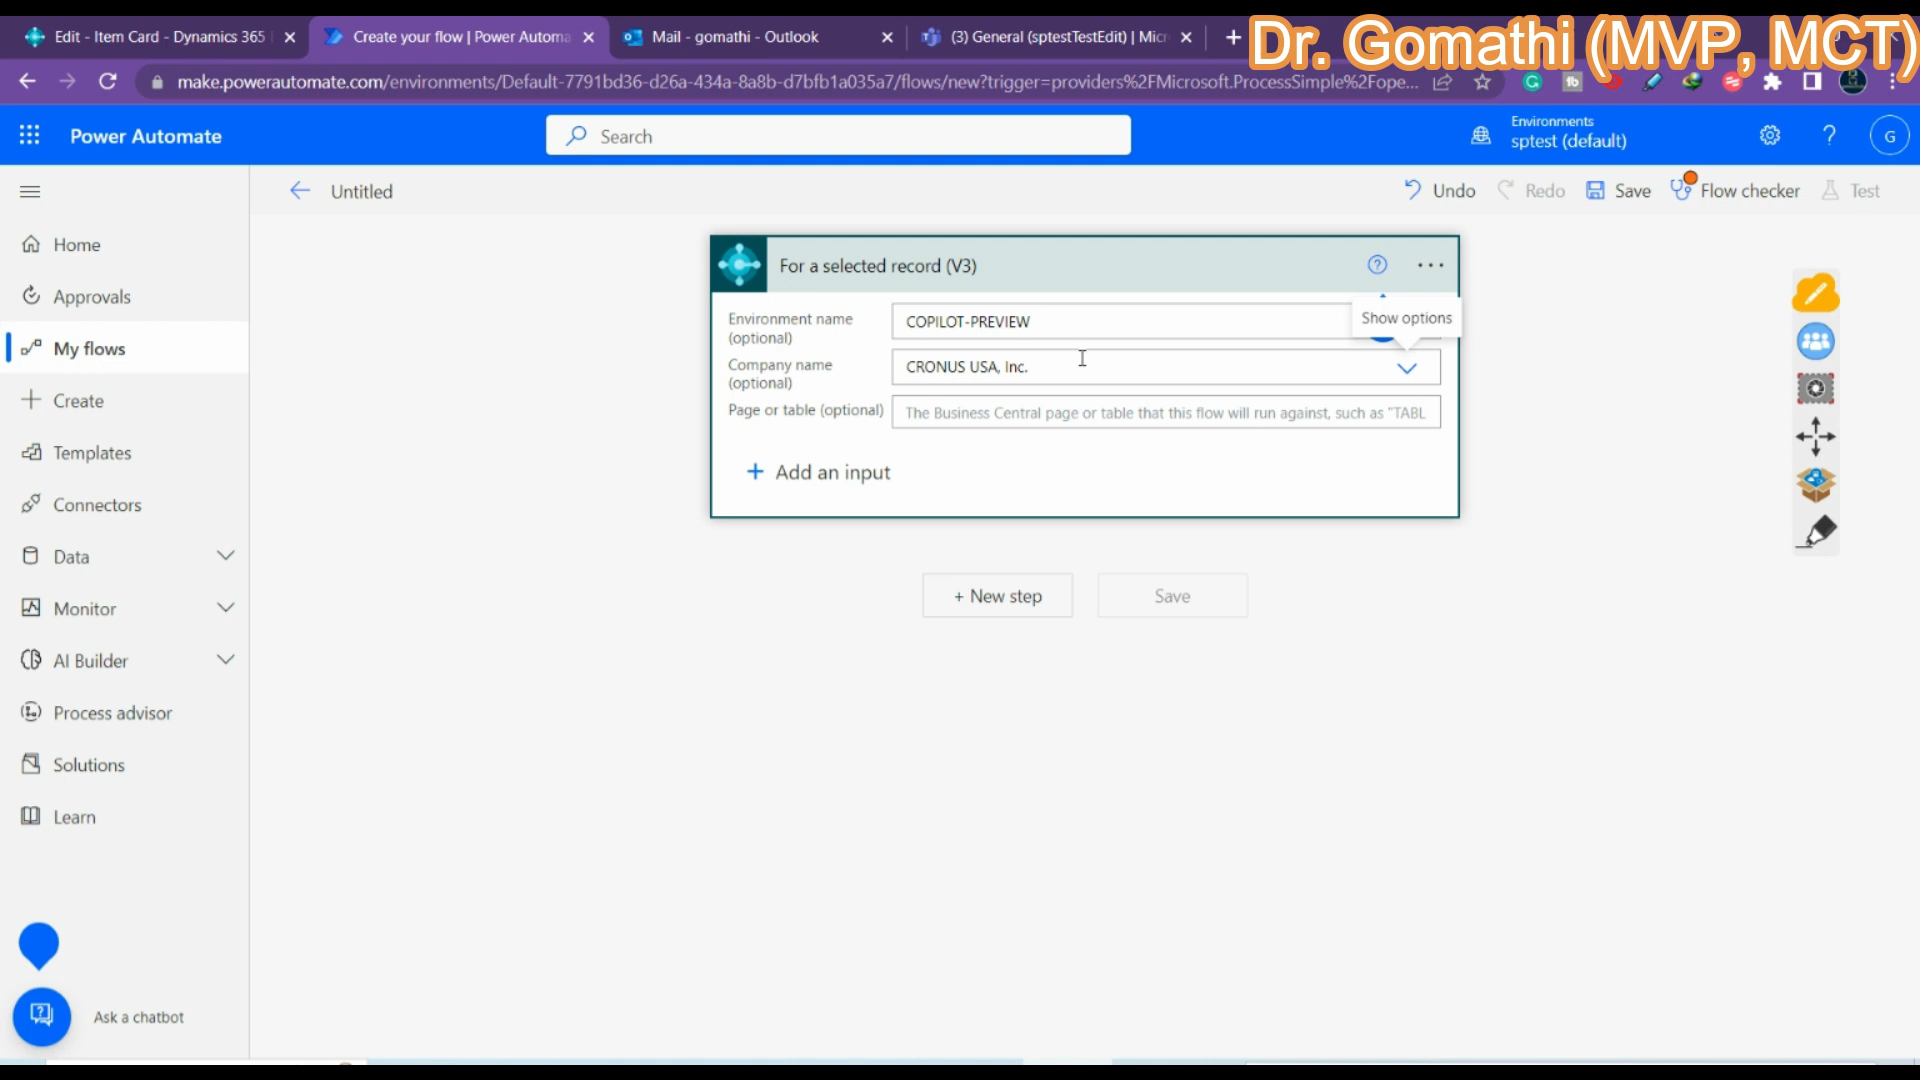 Edit - Item Card - Dynamics 365
Create your flow | Power Automa
Mail - gomathi - Outlook
(3) General (sptestTestEdit) | Micr
Dr. Gomathi (MVP, MCT)
make.powerautomate.com/environments/Default-7791bd36-d26a-434a-8a8b-d7bfb1a035a7/flows/new?trigger=providers%2FMicrosoft.ProcessSimple%2Fope...
Power Automate
Search
Environments
sptest (default)
G
Untitled
Undo
Redo
Save
Flow checker
Test
Home
Approvals
My flows
Create
Templates
Connectors
Data
Monitor
AI Builder
Process advisor
Solutions
Learn
Ask a chatbot
For a selected record (V3)
Show options
Environment name
(optional)
COPILOT-PREVIEW
Company name
(optional)
CRONUS USA, Inc.
Page or table (optional)
The Business Central page or table that this flow will run against, such as "TABL
+ Add an input
+ New step
Save